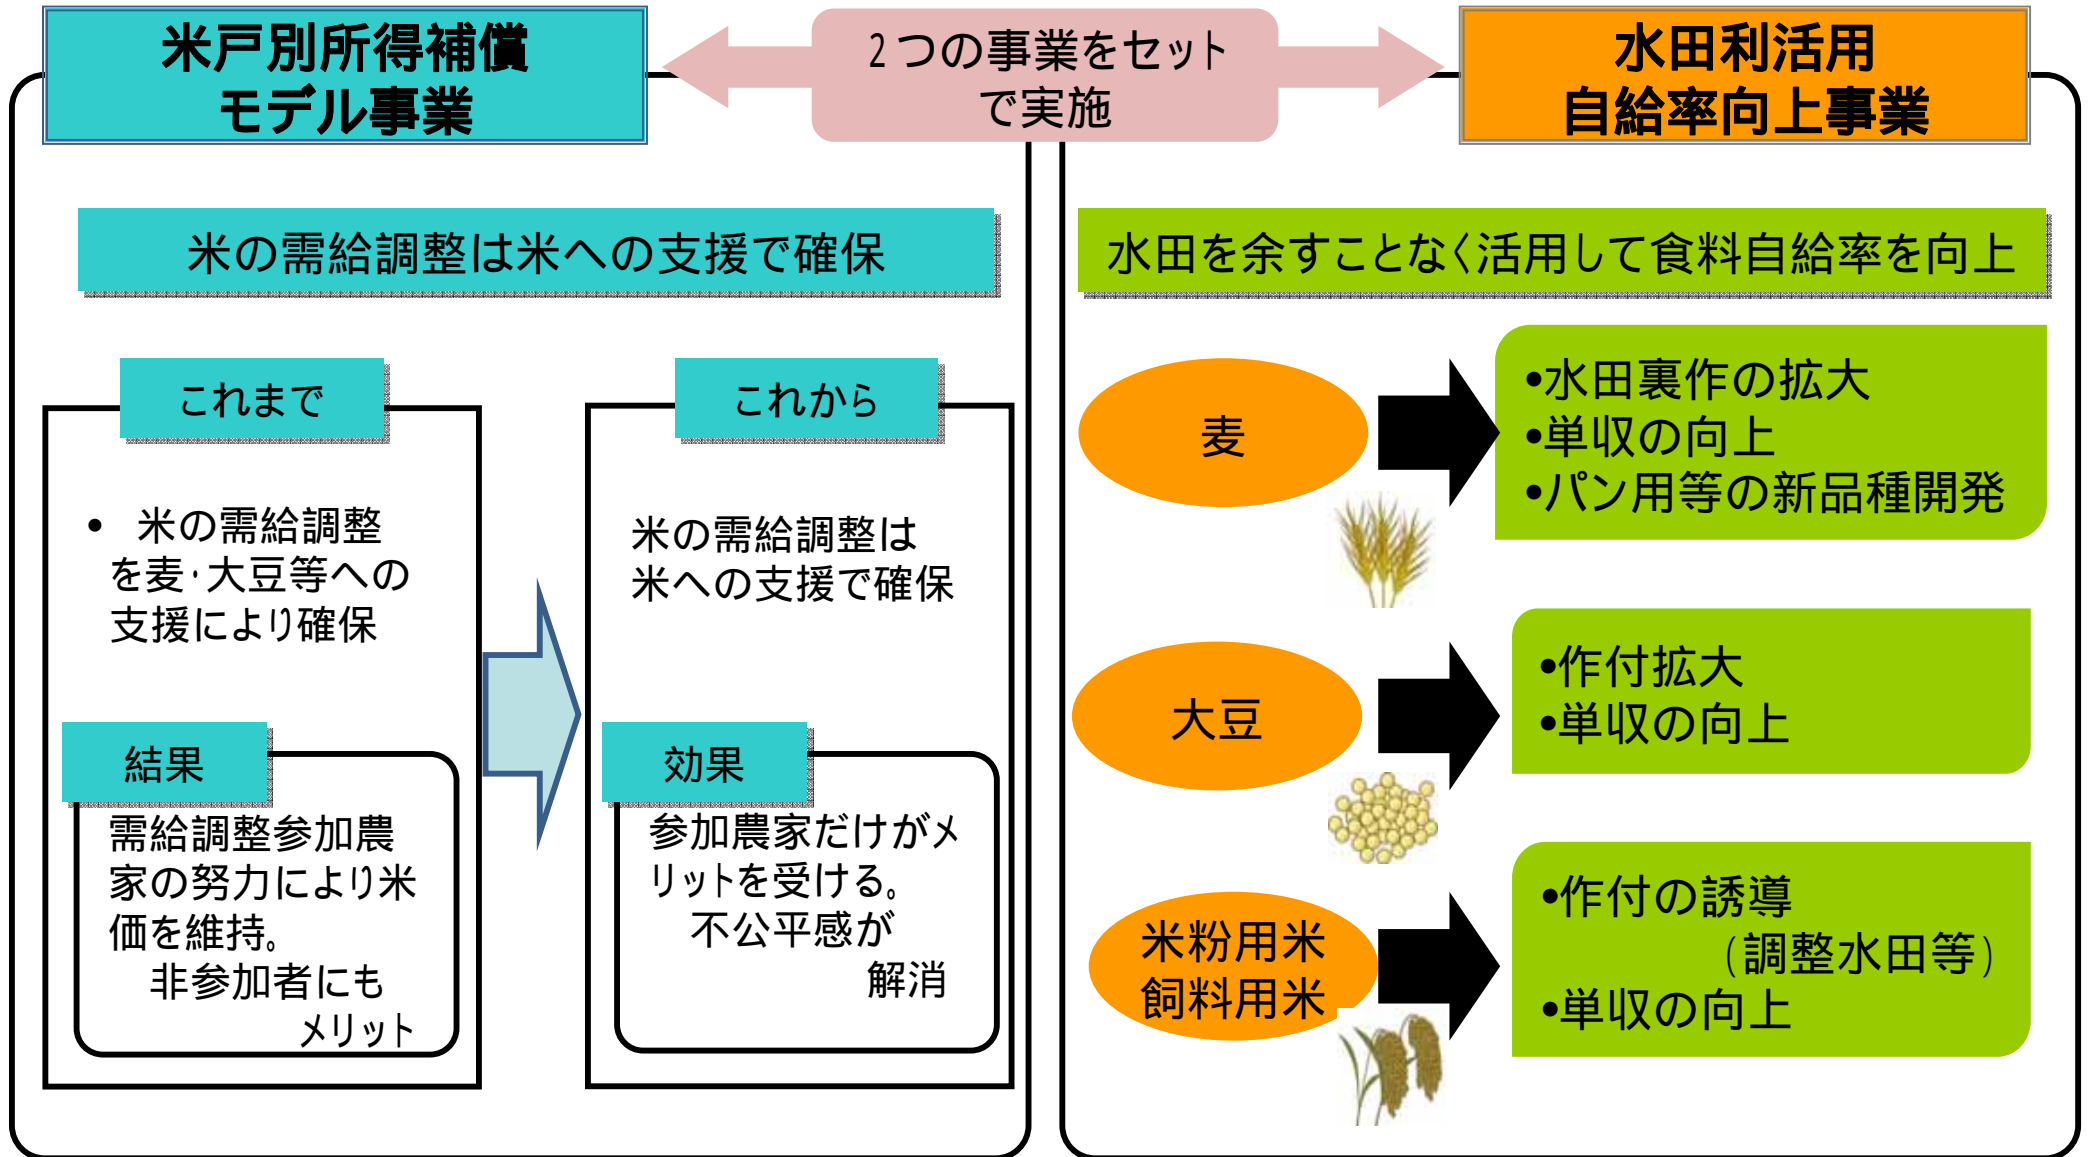 米戸別所得補償
モデル事業
2つの事業をセット
で実施
水田利活用
自給率向上事業
米の需給調整は米への支援で確保
これまで
• 米の需給調整
を麦・大豆等への
支援により確保
結果
需給調整参加農
家の努力により米
価を維持。
非参加者にも
メリット
これから
米の需給調整は
米への支援で確保
効果
参加農家だけがメ
リットを受ける。
不公平感が
解消
水田を余すことなく活用して食料自給率を向上
麦
•水田裏作の拡大
•単収の向上
•パン用等の新品種開発
大豆
•作付拡大
•単収の向上
米粉用米
飼料用米
•作付の誘導
(調整水田等)
•単収の向上